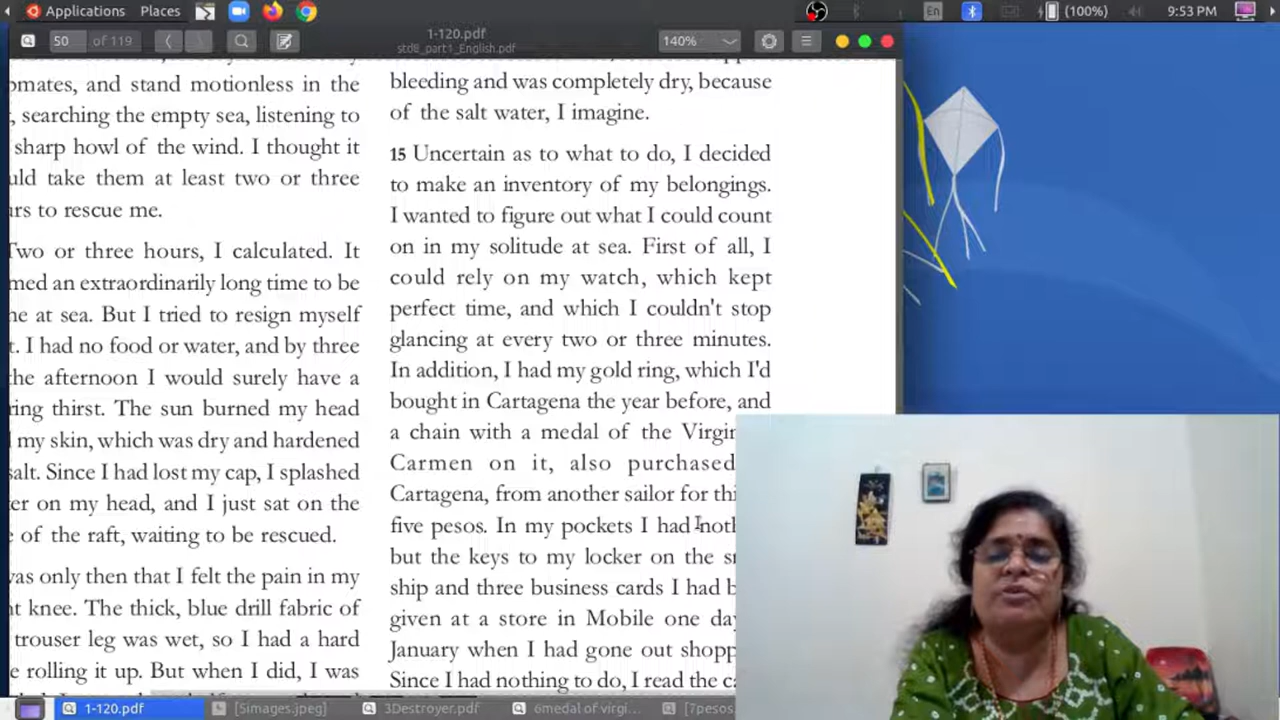 Applications Places
En
(100%)
9:53 PM
50 of 119
1-120.pdf
std8_part1_English.pdf
140%
and stand motionless in the
searching the empty sea, listening to
sharp howl of the wind. I thought it
take them at least two or three
to rescue me.
Two or three hours, I calculated. It
an extraordinarily long time to be
at sea. But I tried to resign myself
I had no food or water, and by three
the afternoon I would surely have a
thirst. The sun burned my head
my skin, which was dry and hardened
salt. Since I had lost my cap, I splashed
on my head, and I just sat on the
of the raft, waiting to be rescued.
was only then that I felt the pain in my
knee. The thick, blue drill fabric of
trouser leg was wet, so I had a hard
rolling it up. But when I did, I was
bleeding and was completely dry, because
of the salt water, I imagine.
15 Uncertain as to what to do, I decided
to make an inventory of my belongings.
I wanted to figure out what I could count
on in my solitude at sea. First of all, I
could rely on my watch, which kept
perfect time, and which I couldn't stop
glancing at every two or three minutes.
In addition, I had my gold ring, which I'd
bought in Cartagena the year before, and
a chain with a medal of the Virgin
Carmen on it, also purchased
Cartagena, from another sailor for
five pesos. In my pockets I had
but the keys to my locker on the
ship and three business cards I had
given at a store in Mobile one day
January when I had gone out
Since I had nothing to do, I read the
1-120.pdf
[5images.jpeg]
3Destroyer.pdf
6medal of virgi...
[7pesos.